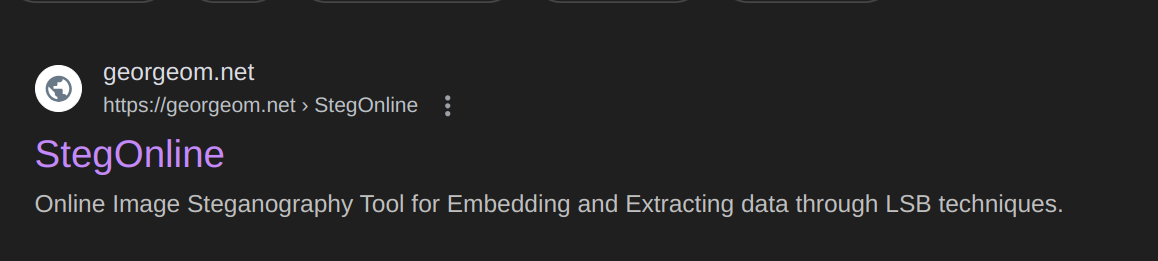 georgeom.net
https://georgeom.net › StegOnline
StegOnline
Online Image Steganography Tool for Embedding and Extracting data through LSB techniques.